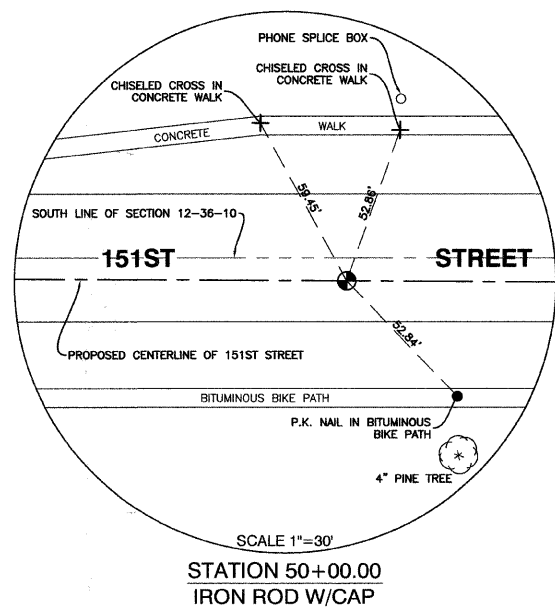 PHONE SPLICE BOX
CHISELED CROSS IN
CONCRETE WALK
CHISELED CROSS IN
CONCRETE WALK
CONCRETE
WALK
59.45'
52.86'
SOUTH LINE OF SECTION 12-36-10
151ST
STREET
52.84'
PROPOSED CENTERLINE OF 151ST STREET
BITUMINOUS BIKE PATH
P.K. NAIL IN BITUMINOUS
BIKE PATH
4" PINE TREE
SCALE 1"=30'
STATION 50+00.00
IRON ROD W/CAP